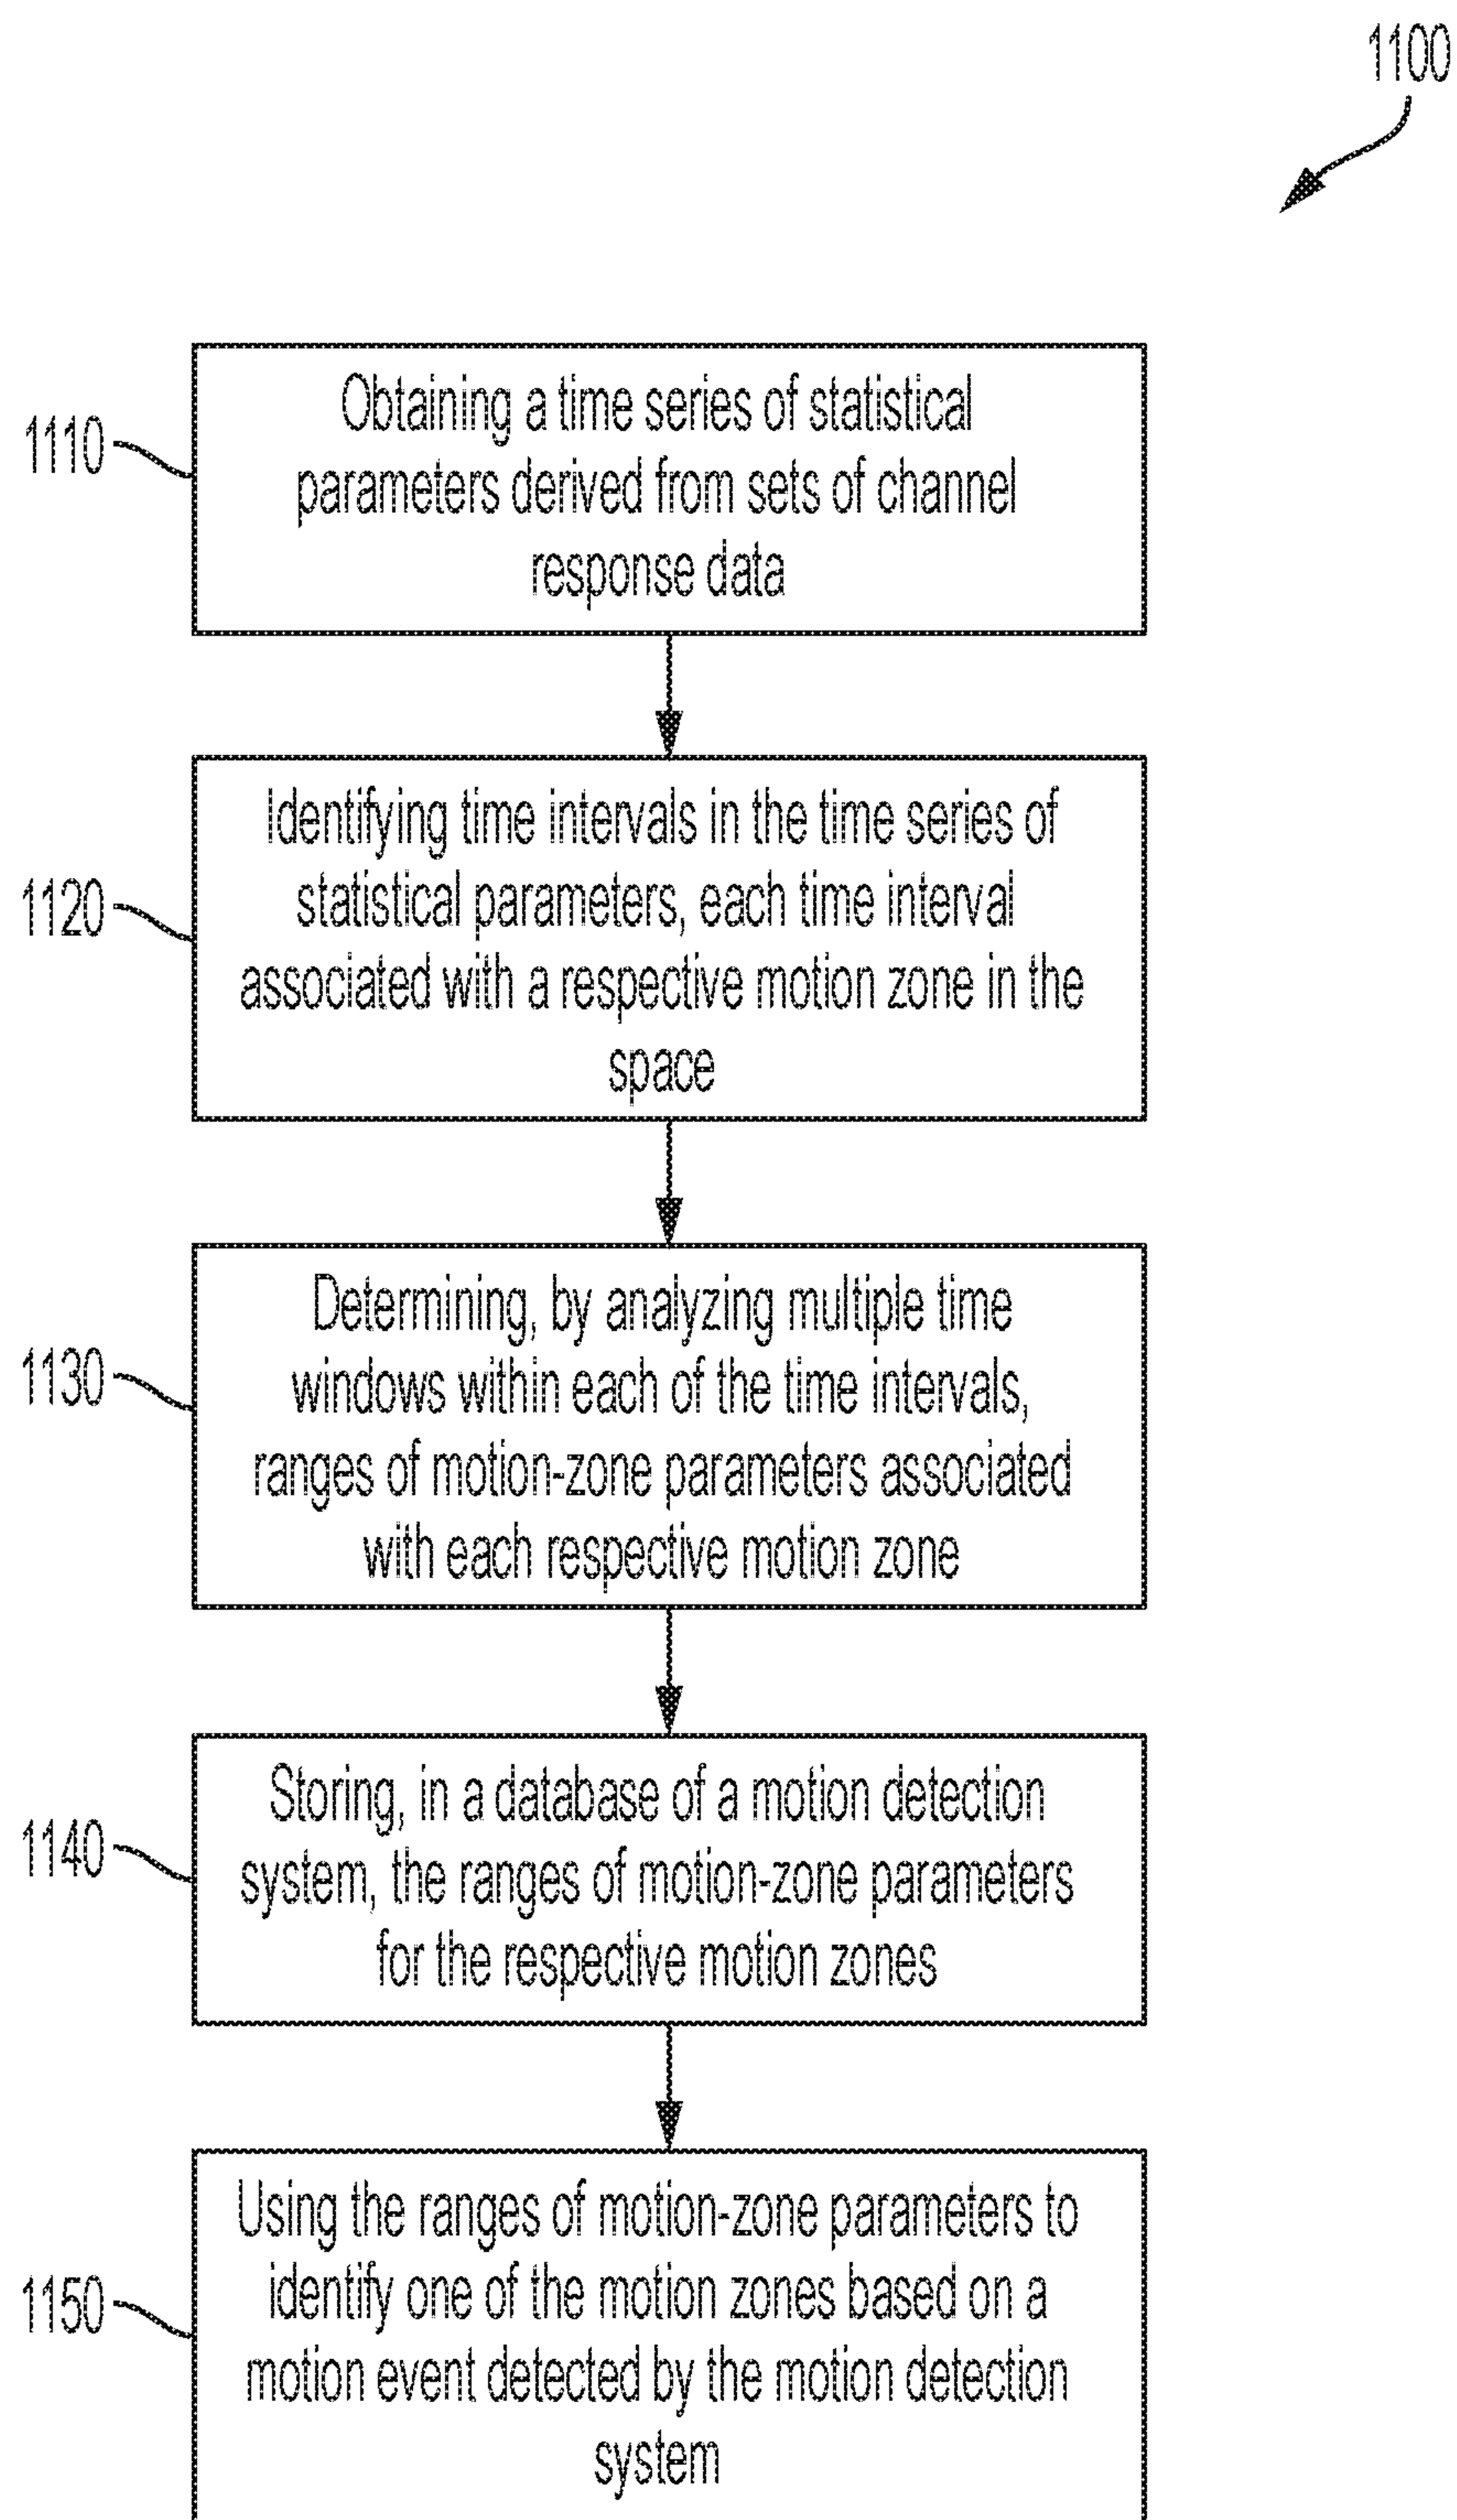 1100
1110
Obtaining a time series of statistical
parameters derived from sets of channel
response data
1120
Identifying time intervals in the time series of
statistical parameters, each time interval
associated with a respective motion zone in the
space
1130
Determining, by analyzing multiple time
windows within each of the time intervals,
ranges of motion-zone parameters associated
with each respective motion zone
1140
Storing, in a database of a motion detection
system, the ranges of motion-zone parameters
for the respective motion zones
1150
Using the ranges of motion-zone parameters to
identify one of the motion zones based on a
motion event detected by the motion detection
system